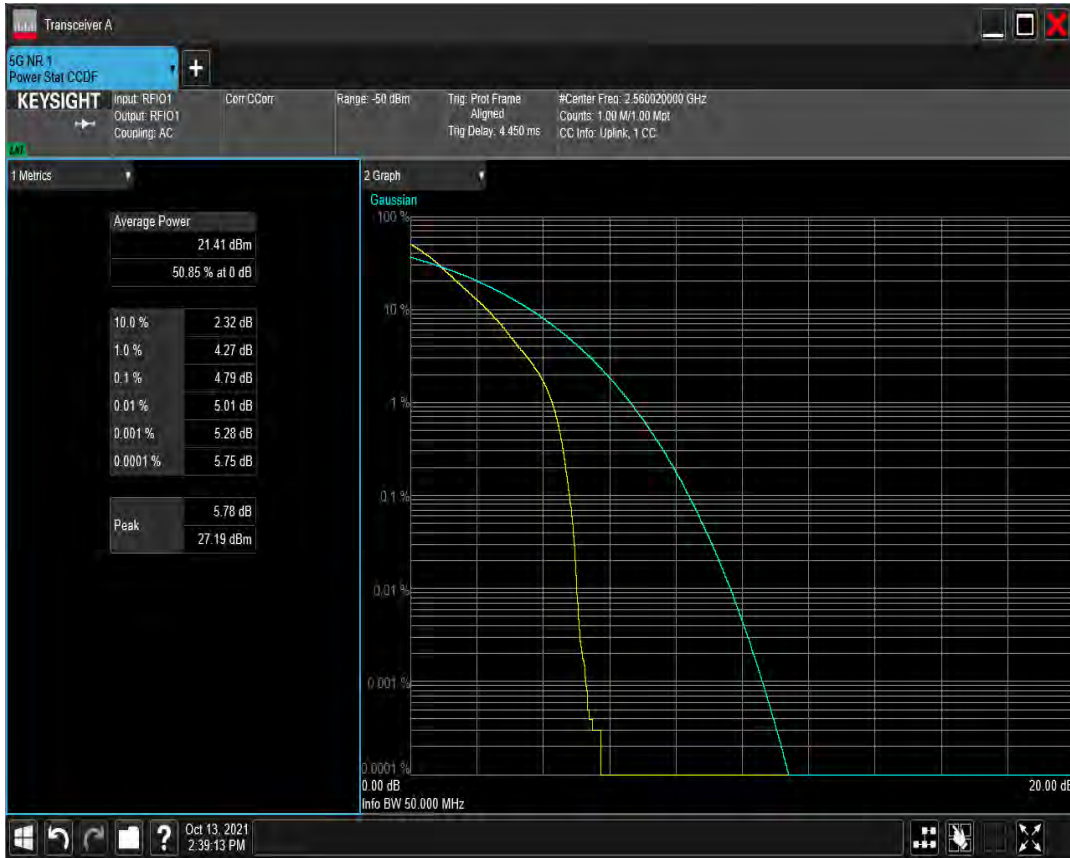 Transceiver A
5G NR 1
Power Stat CCDF
+
KEYSIGHT
Input: RFIO1
Output: RFIO1
Coupling: AC
Corr CCorr
Range: -50 dBm
Trig: Prot Frame
Aligned
Trig Delay: 4.450 ms
#Center Freq: 2.560020000 GHz
Counts: 1.00 M/1.00 Mpt
CC Info: Uplink, 1 CC
1 Metrics
Average Power
21.41 dBm
50.85 % at 0 dB
10.0 % 2.32 dB
1.0 % 4.27 dB
0.1 % 4.79 dB
0.01 % 5.01 dB
0.001 % 5.28 dB
0.0001 % 5.75 dB
Peak
5.78 dB
27.19 dBm
2 Graph
Gaussian
100 %
10 %
1 %
0.1 %
0.01 %
0.001 %
0.0001 %
0.00 dB
20.00 dB
Info BW 50.000 MHz
?
Oct 13, 2021
2:39:13 PM